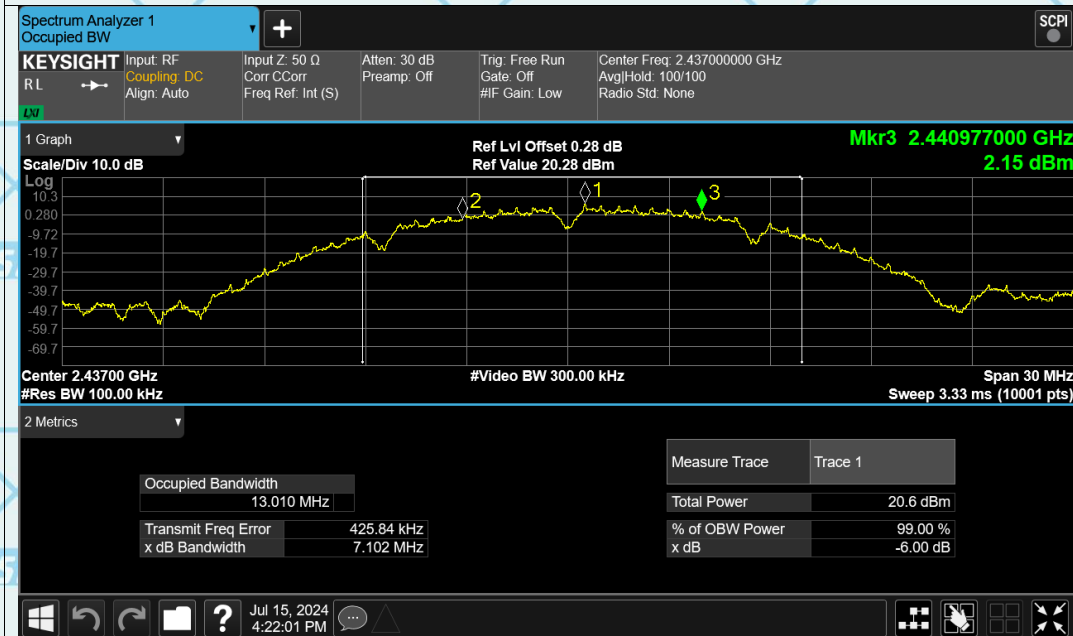 Spectrum Analyzer 1
Occupied BW
+
SCPI
KEYSIGHT
R L
LXI
Input: RF
Coupling: DC
Align: Auto
Input Z: 50 Ω
Corr CCorr
Freq Ref: Int (S)
Atten: 30 dB
Preamp: Off
Trig: Free Run
Gate: Off
#IF Gain: Low
Center Freq: 2.437000000 GHz
Avg|Hold: 100/100
Radio Std: None
1 Graph
Scale/Div 10.0 dB
Ref Lvl Offset 0.28 dB
Ref Value 20.28 dBm
Mkr3 2.440977000 GHz
2.15 dBm
Log
10.3
0.280
-9.72
-19.7
-29.7
-39.7
-49.7
-59.7
-69.7
2
1
3
Center 2.43700 GHz
#Video BW 300.00 kHz
Span 30 MHz
#Res BW 100.00 kHz
Sweep 3.33 ms (10001 pts)
2 Metrics
Occupied Bandwidth
13.010 MHz
Transmit Freq Error 425.84 kHz
x dB Bandwidth 7.102 MHz
Measure Trace Trace 1
Total Power 20.6 dBm
% of OBW Power 99.00 %
x dB -6.00 dB
?
Jul 15, 2024
4:22:01 PM